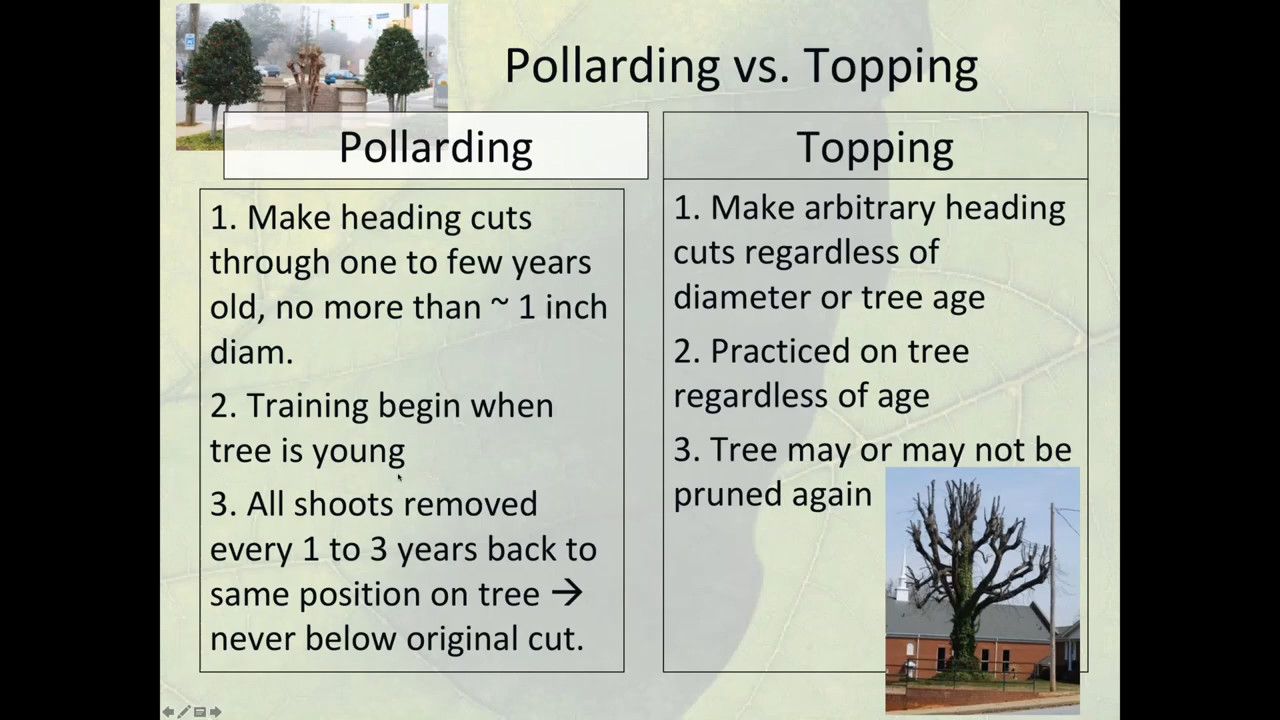 Pollarding vs. Topping
Pollarding
1. Make heading cuts
through one to few years
old, no more than ~ 1 inch
diam.
2. Training begin when
tree is young
3. All shoots removed
every 1 to 3 years back to
same position on tree →
never below original cut.
Topping
1. Make arbitrary heading
cuts regardless of
diameter or tree age
2. Practiced on tree
regardless of age
3. Tree may or may not be
pruned again